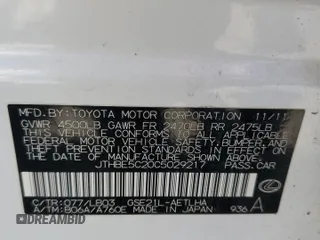 MFD.BY:TOYOTA MOTOR CORPORATION 11/11
GVWR 4500LB GAWR FR 2470LB RR 2475LB
THIS VEHICLE CONFORMS TO ALL APPLICABLE
FEDERAL MOTOR VEHICLE SAFETY, BUMPER, AND
THEFT PREVENTION STANDARDS IN EFFECT ON
THE DATE OF MANUFACTURE SHOWN ABOVE.
JTHBE5C20C5029217 PASS.CAR
C/TR:077/LB03 GSE21L-AETLHA
A/TM:B06A/A760E MADE IN JAPAN 936 A